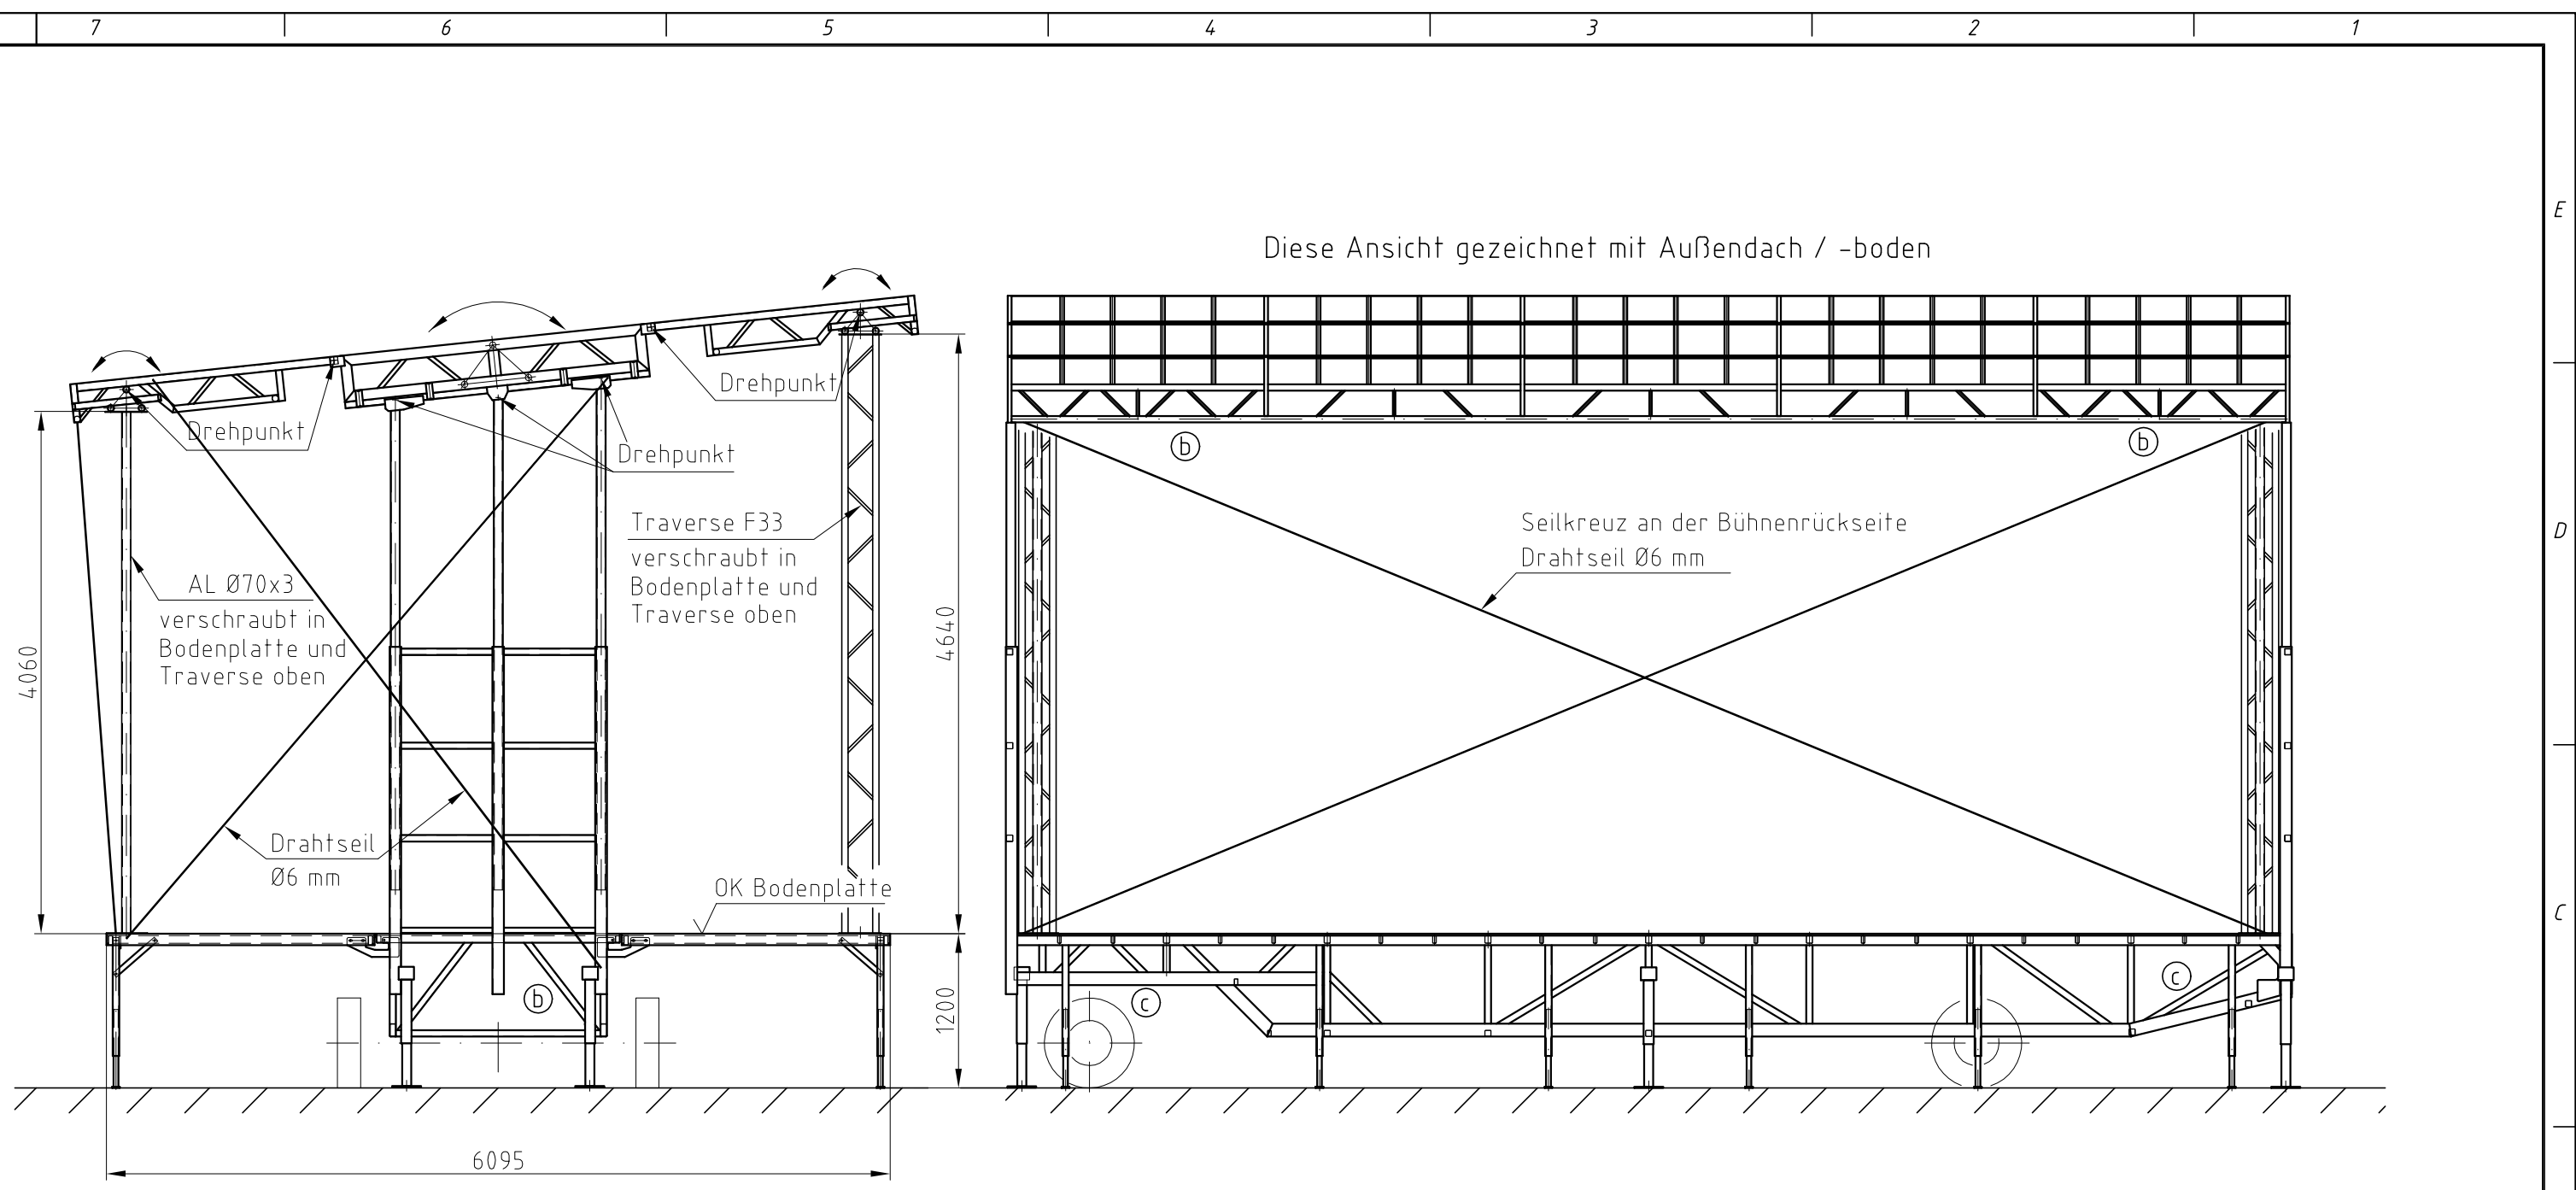 7 6 5 4 3 2 1
E
Diese Ansicht gezeichnet mit Außendach / -boden
Drehpunkt
Drehpunkt
Drehpunkt
b b
Traverse F33
verschraubt in
Bodenplatte und
Traverse oben
Seilkreuz an der Bühnenrückseite
Drahtseil Ø6 mm
D
AL Ø70x3
verschraubt in
Bodenplatte und
Traverse oben
4060
4640
Drahtseil
Ø6 mm
OK Bodenplatte
C
b
1200
c
c
6095